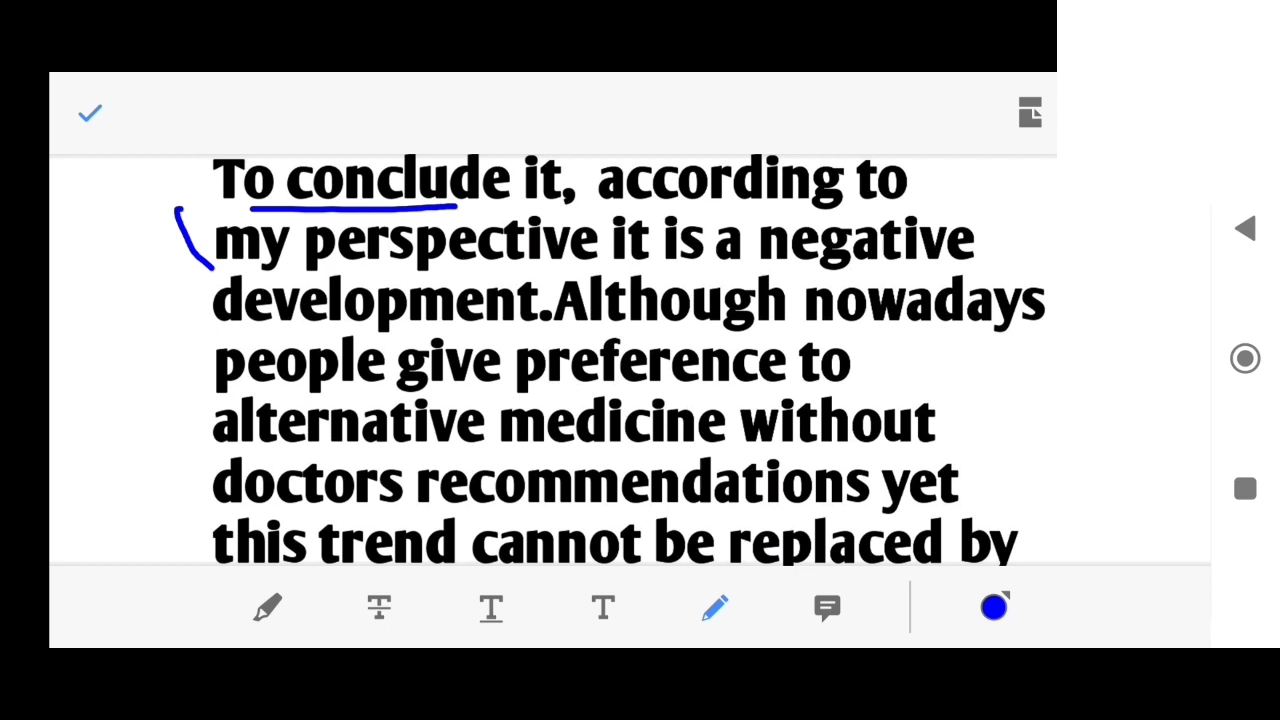 To conclude it, according to
my perspective it is a negative
development.Although nowadays
people give preference to
alternative medicine without
doctors recommendations yet
this trend cannot be replaced by